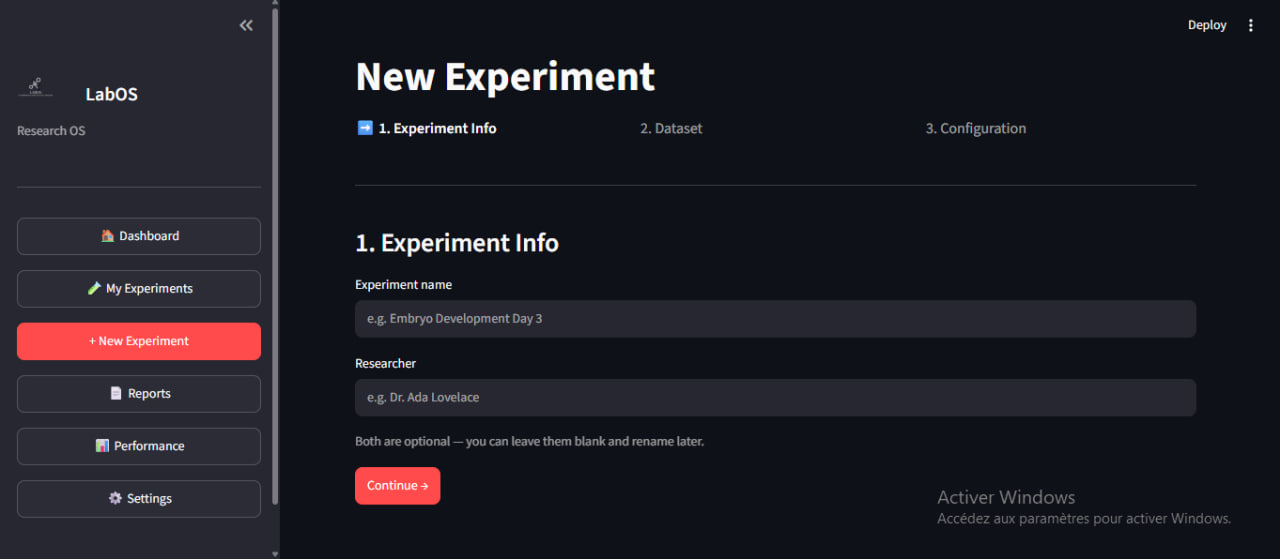 Deploy
LabOS
Research OS
🏠 Dashboard
🧪 My Experiments
+ New Experiment
📄 Reports
📊 Performance
⚙️ Settings
New Experiment
➡️ 1. Experiment Info
2. Dataset
3. Configuration
1. Experiment Info
Experiment name
e.g. Embryo Development Day 3
Researcher
e.g. Dr. Ada Lovelace
Both are optional — you can leave them blank and rename later.
Continue →
Activer Windows
Accédez aux paramètres pour activer Windows.